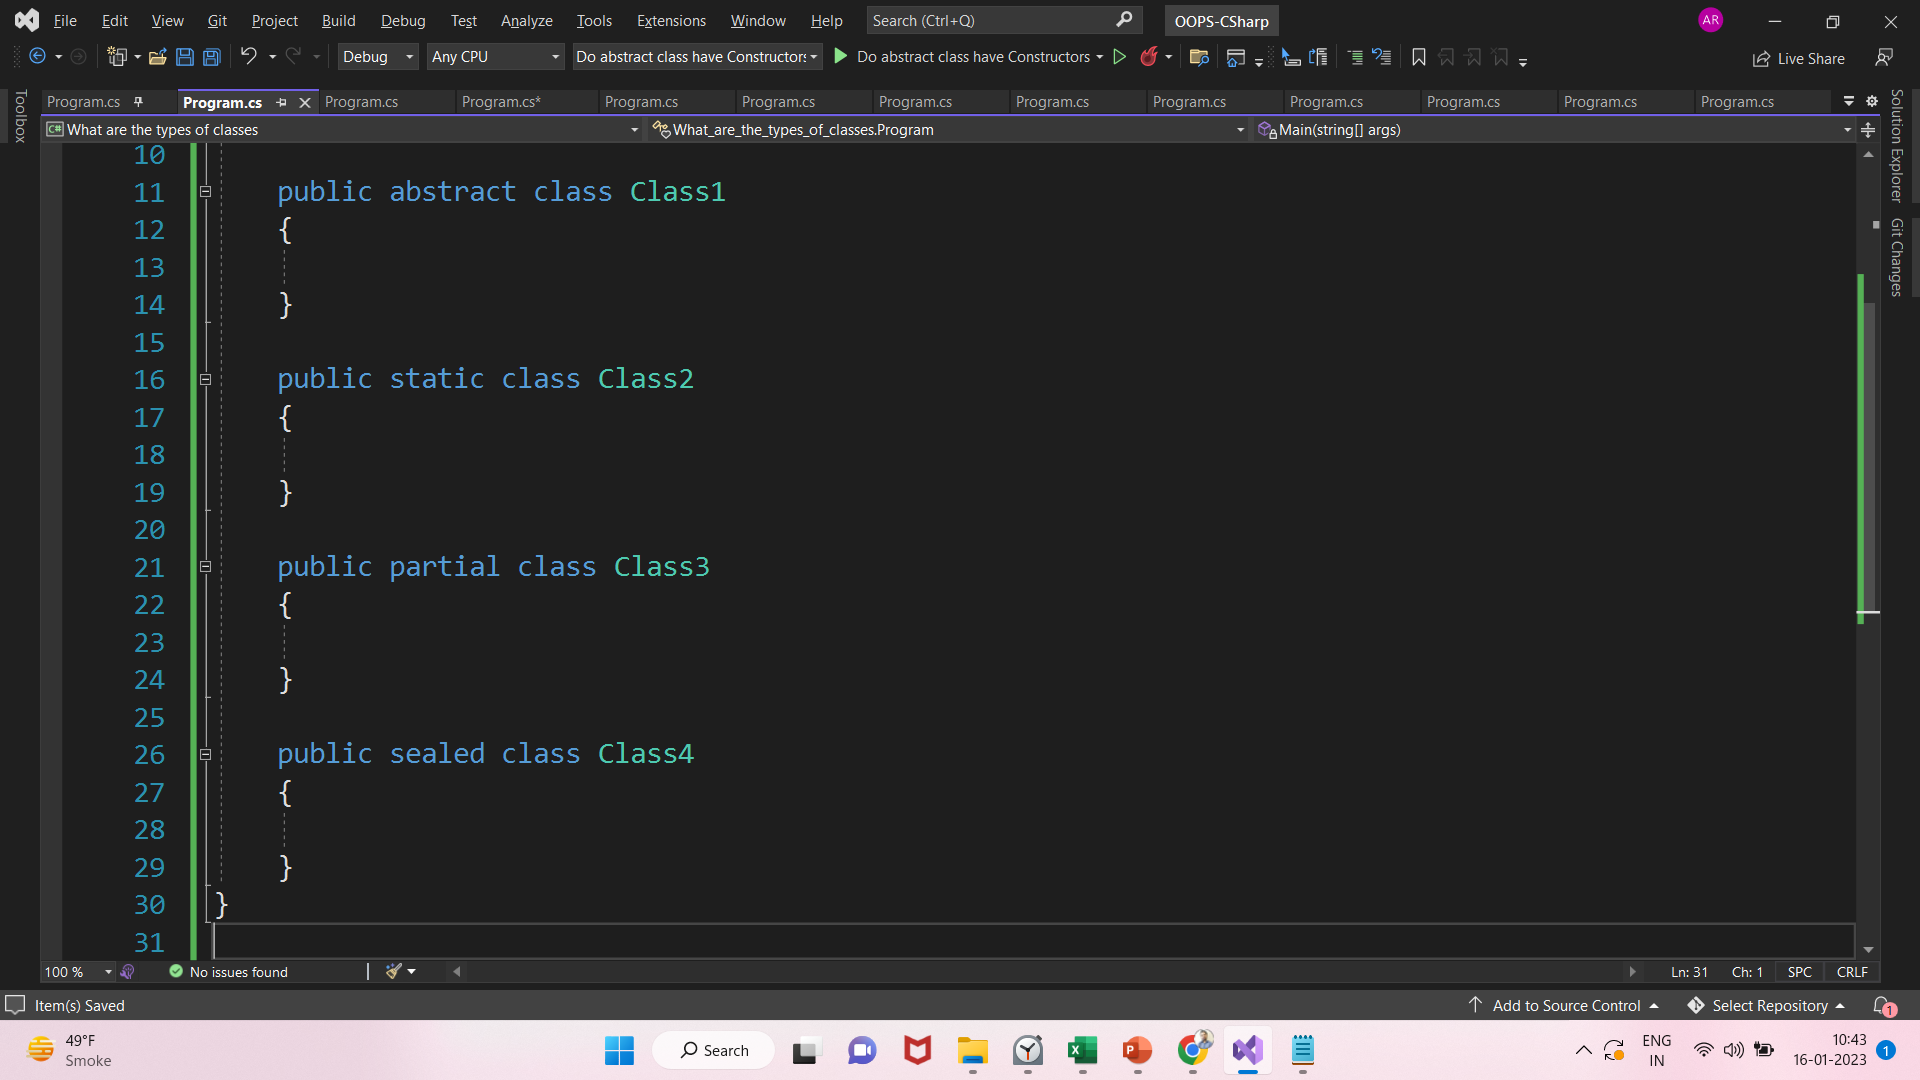 File Edit View Git Project Build Debug Test Analyze Tools Extensions Window Help Search (Ctrl+Q) OOPS-CSharp AR
Debug Any CPU Do abstract class have Constructors Do abstract class have Constructors Live Share
Toolbox
Program.cs Program.cs Program.cs Program.cs* Program.cs Program.cs Program.cs Program.cs Program.cs Program.cs Program.cs Program.cs Program.cs
What are the types of classes What_are_the_types_of_classes.Program Main(string[] args)
Solution Explorer
Git Changes
10
11 public abstract class Class1
12 {
13
14 }
15
16 public static class Class2
17 {
18
19 }
20
21 public partial class Class3
22 {
23
24 }
25
26 public sealed class Class4
27 {
28
29 }
30 }
31
100 % No issues found Ln: 31 Ch: 1 SPC CRLF
Item(s) Saved Add to Source Control Select Repository 1
49°F
Smoke
Search
ENG
IN
10:43
16-01-2023
1